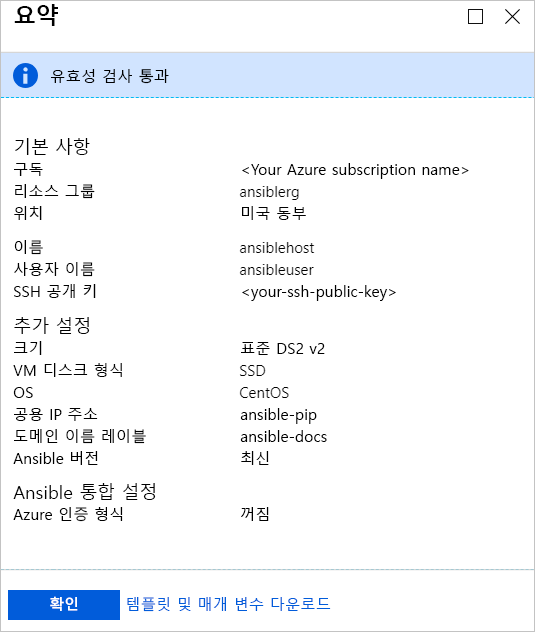 요약
유효성 검사 통과
기본 사항
구독 <Your Azure subscription name>
리소스 그룹 ansiblerg
위치 미국 동부
이름 ansiblehost
사용자 이름 ansibleuser
SSH 공개 키 <your-ssh-public-key>
추가 설정
크기 표준 DS2 v2
VM 디스크 형식 SSD
OS CentOS
공용 IP 주소 ansible-pip
도메인 이름 레이블 ansible-docs
Ansible 버전 최신
Ansible 통합 설정
Azure 인증 형식 꺼짐
확인 템플릿 및 매개 변수 다운로드